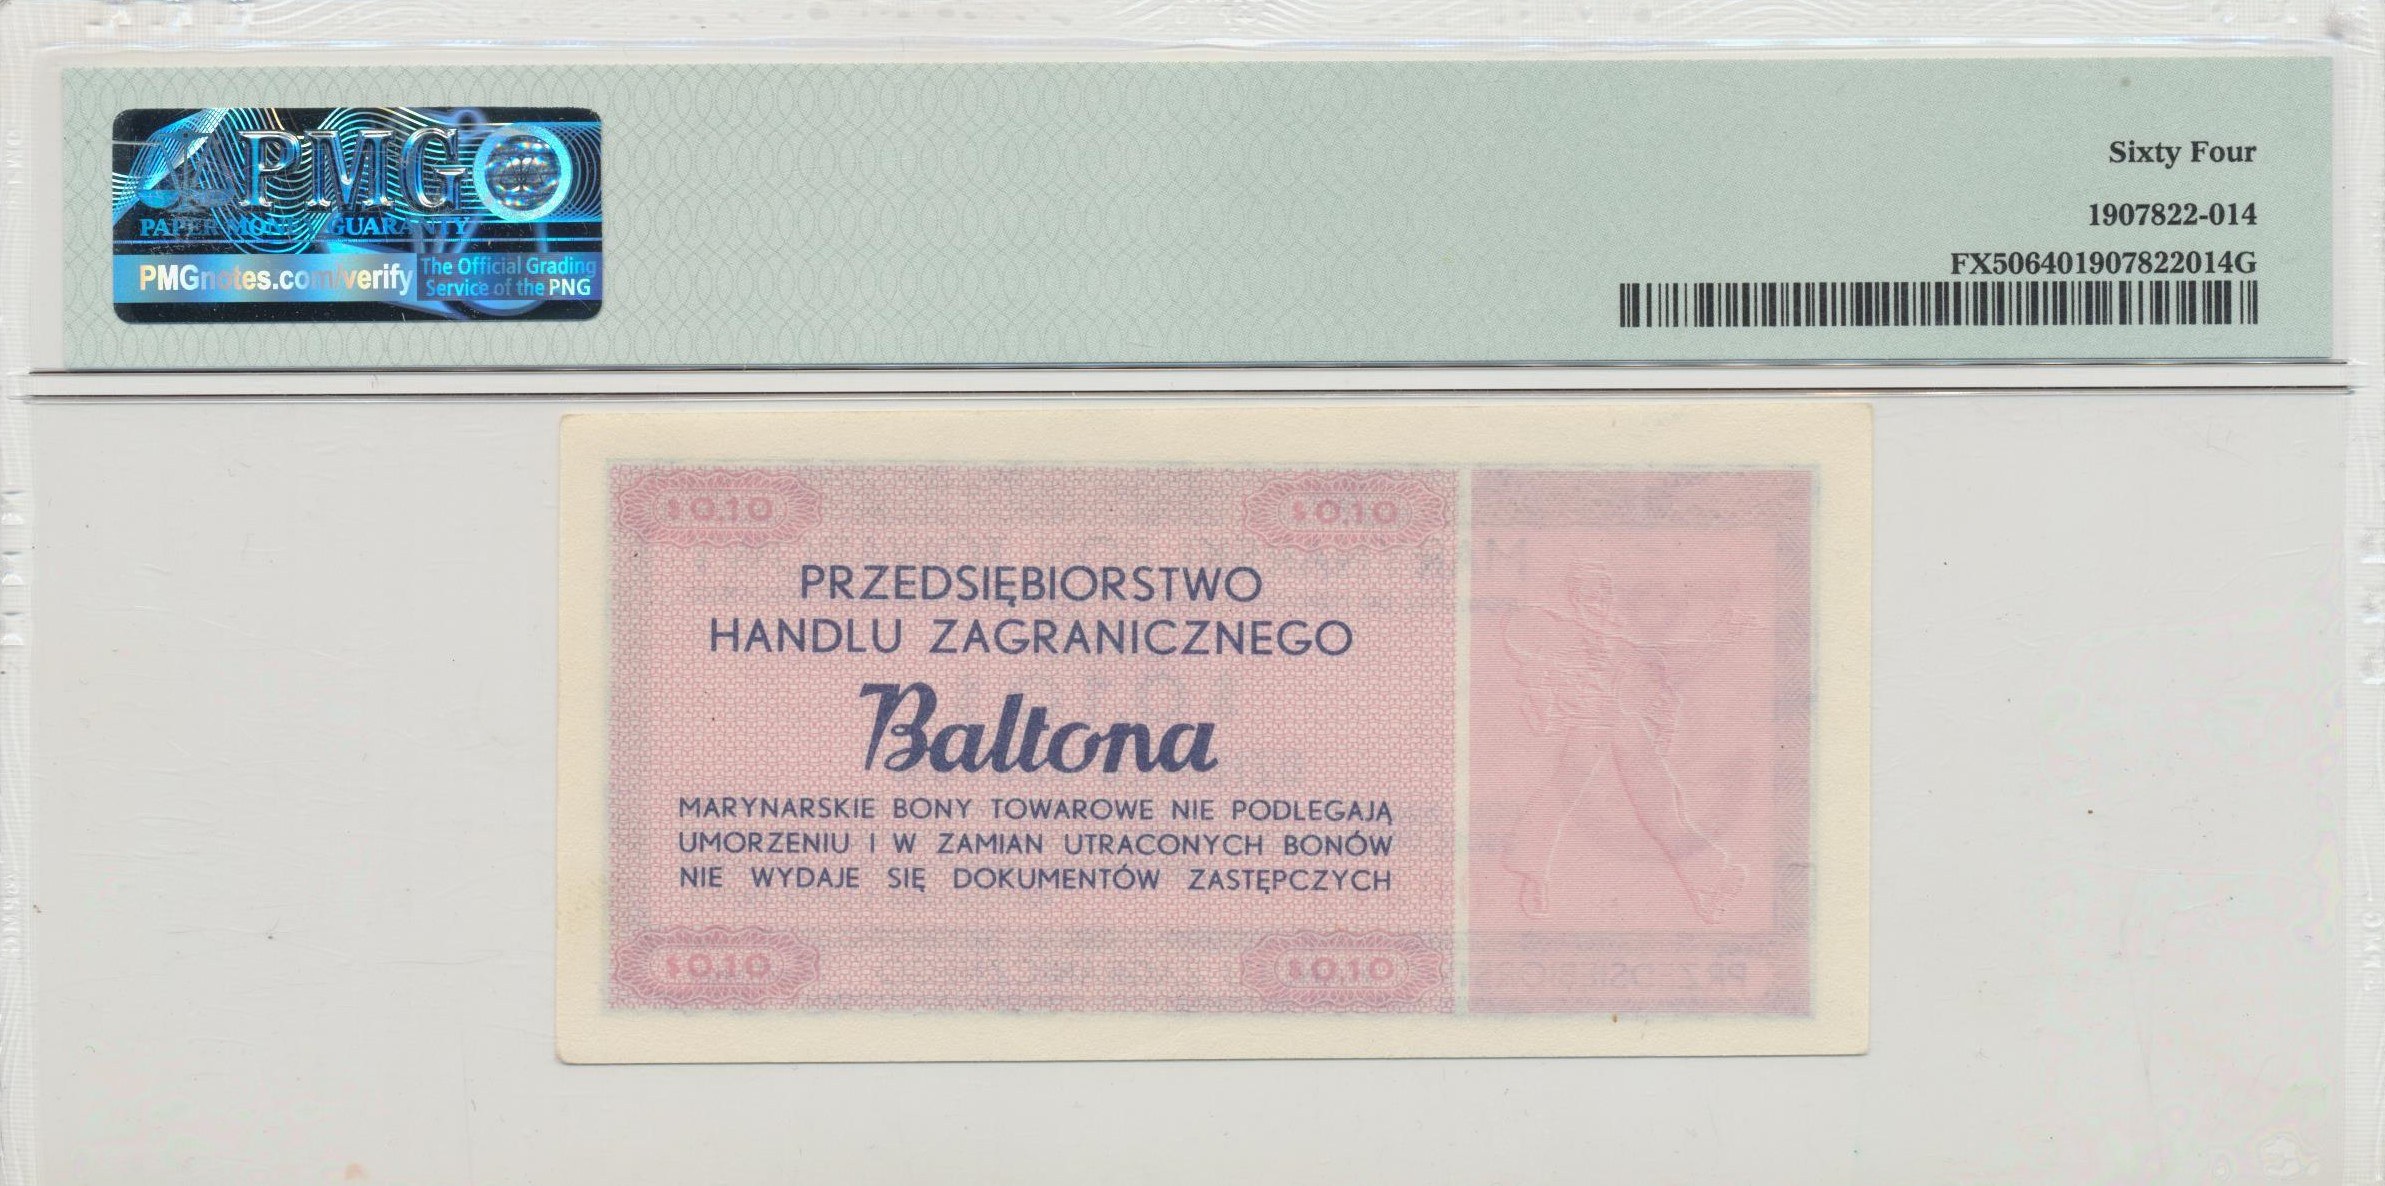 PMG
PAPER MONEY GUARANTY
PMGnotes.com/verify
The Official Grading
Service of the PNG
Sixty Four
1907822-014
FX506401907822014G
$0.10 $0.10
PRZEDSIĘBIORSTWO
HANDLU ZAGRANICZNEGO
Baltona
MARYNARSKIE BONY TOWAROWE NIE PODLEGAJĄ
UMORZENIU I W ZAMIAN UTRACONYCH BONÓW
NIE WYDAJE SIĘ DOKUMENTÓW ZASTĘPCZYCH
$0.10 $0.10